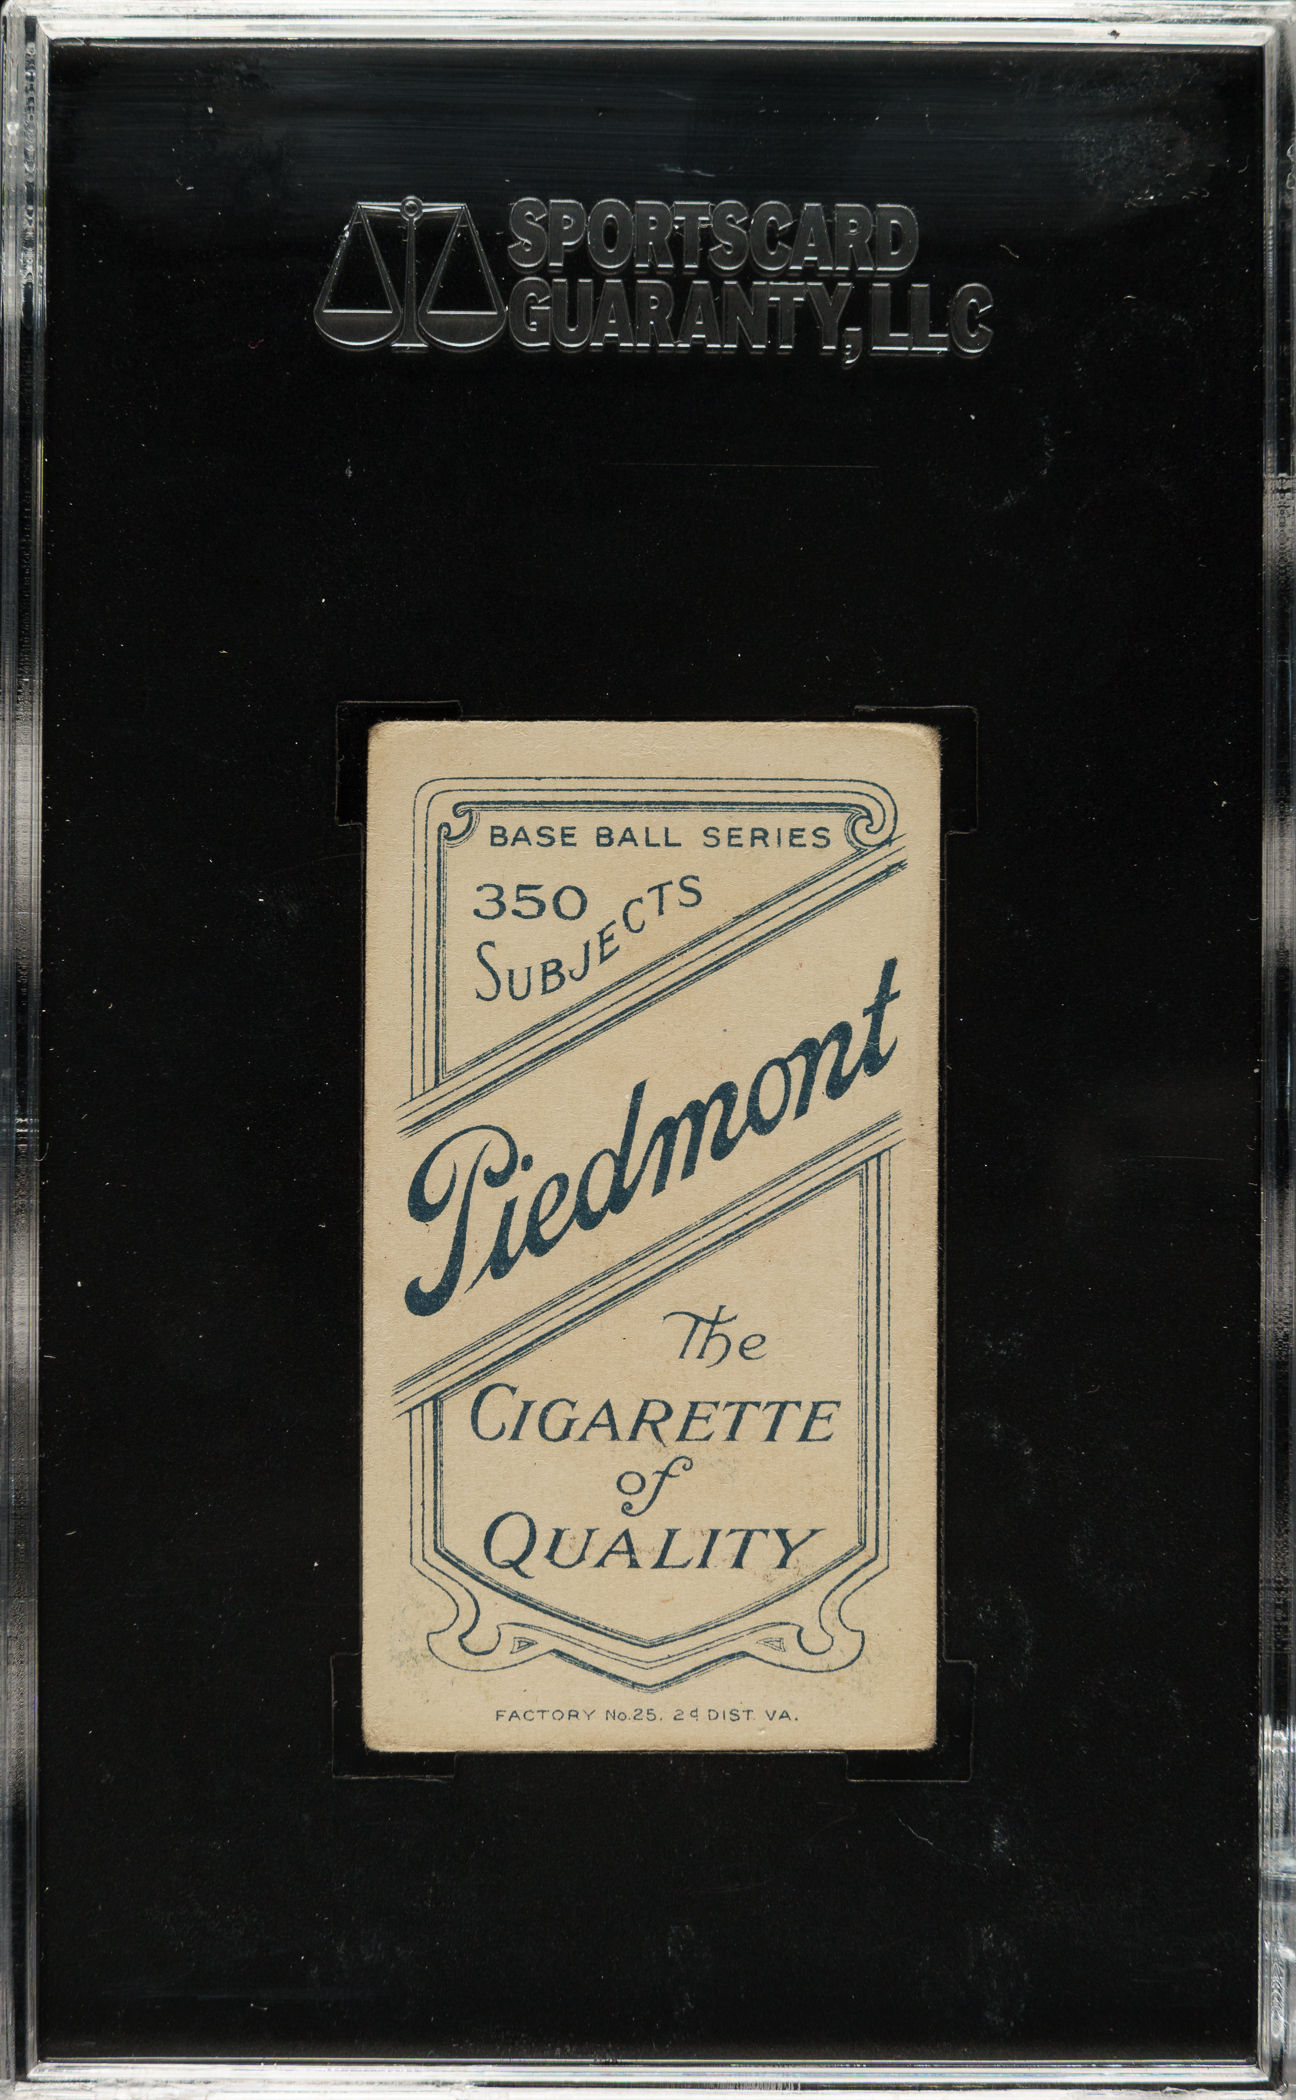 SPORTSCARD
GUARANTY, LLC
BASE BALL SERIES
350
SUBJECTS
Piedmont
The
CIGARETTE
of
QUALITY
FACTORY No.25, 2d DIST. VA.